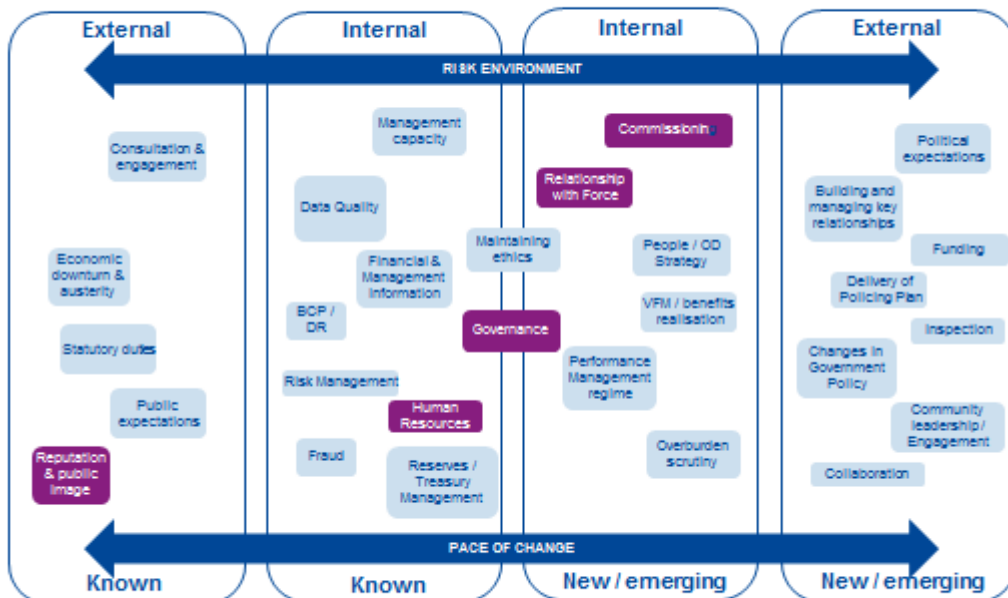 External
Internal
Internal
External
RISK ENVIRONMENT
Consultation &
engagement
Economic
downturn &
austerity
Statutory duties
Public
expectations
Reputation
& public
image
Management
capacity
Data Quality
Financial &
Management
Information
BCP /
DR
Risk Management
Human
Resources
Fraud
Reserves /
Treasury
Management
Maintaining
ethics
Governance
Commissioning
Relationship
with Force
People / OD
Strategy
VFM / benefits
realisation
Performance
Management
regime
Overburden
scrutiny
Political
expectations
Building and
managing key
relationships
Funding
Delivery of
Policing Plan
Inspection
Changes in
Government
Policy
Community
leadership /
Engagement
Collaboration
PACE OF CHANGE
Known
Known
New / emerging
New / emerging